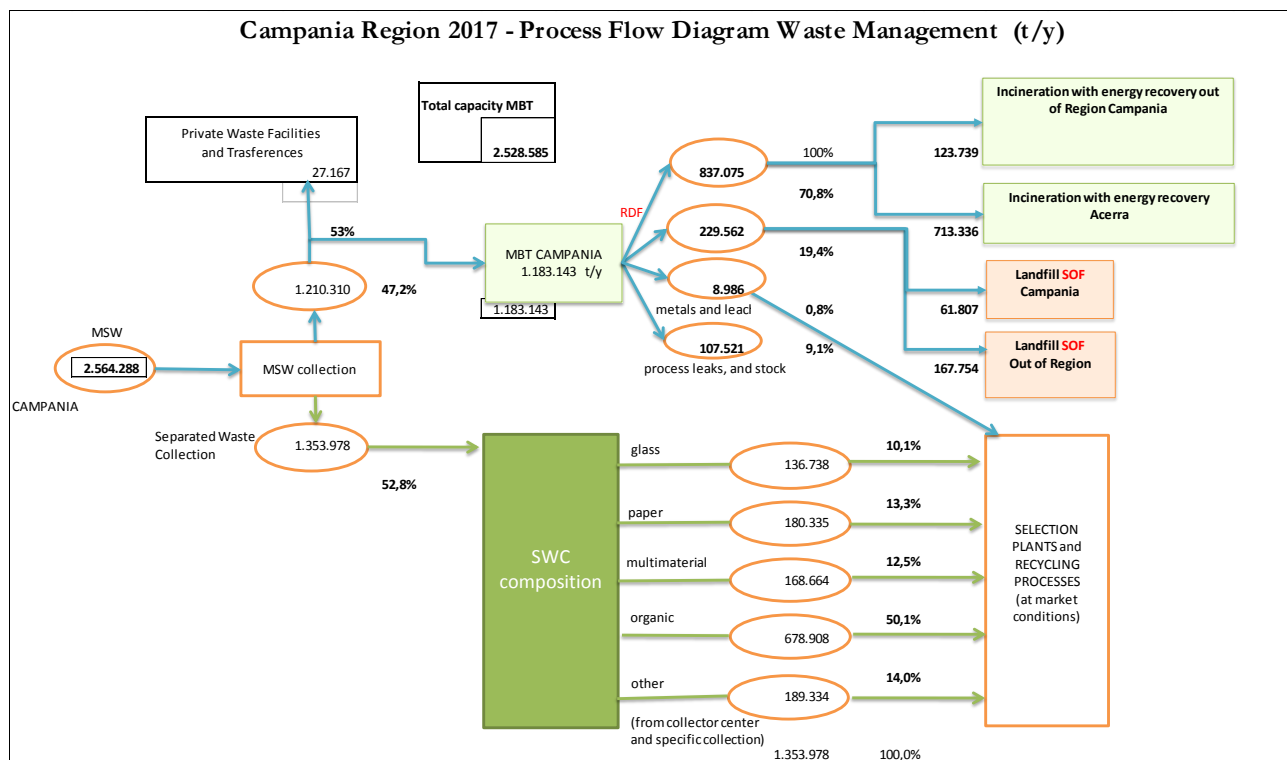 Campania Region 2017 - Process Flow Diagram Waste Management (t/y)
Private Waste Facilities
and Trasferences
27.167
Total capacity MBT
2.528.585
Incineration with energy recovery out
of Region Campania
123.739
Incineration with energy recovery
Acerra
713.336
Landfill SOF
Campania
61.807
Landfill SOF
Out of Region
167.754
837.075
100%
70,8%
RDF
229.562
19,4%
8.986
metals and leacl
0,8%
107.521
9,1%
process leaks, and stock
53%
MBT CAMPANIA
1.183.143 t/y
1.183.143
1.210.310
47,2%
MSW
2.564.288
CAMPANIA
MSW collection
Separated Waste
Collection
1.353.978
52,8%
SWC
composition
glass
136.738
10,1%
paper
180.335
13,3%
multimaterial
168.664
12,5%
organic
678.908
50,1%
other
189.334
14,0%
(from collector center
and specific collection)
1.353.978
100,0%
SELECTION
PLANTS and
RECYCLING
PROCESSES
(at market
conditions)